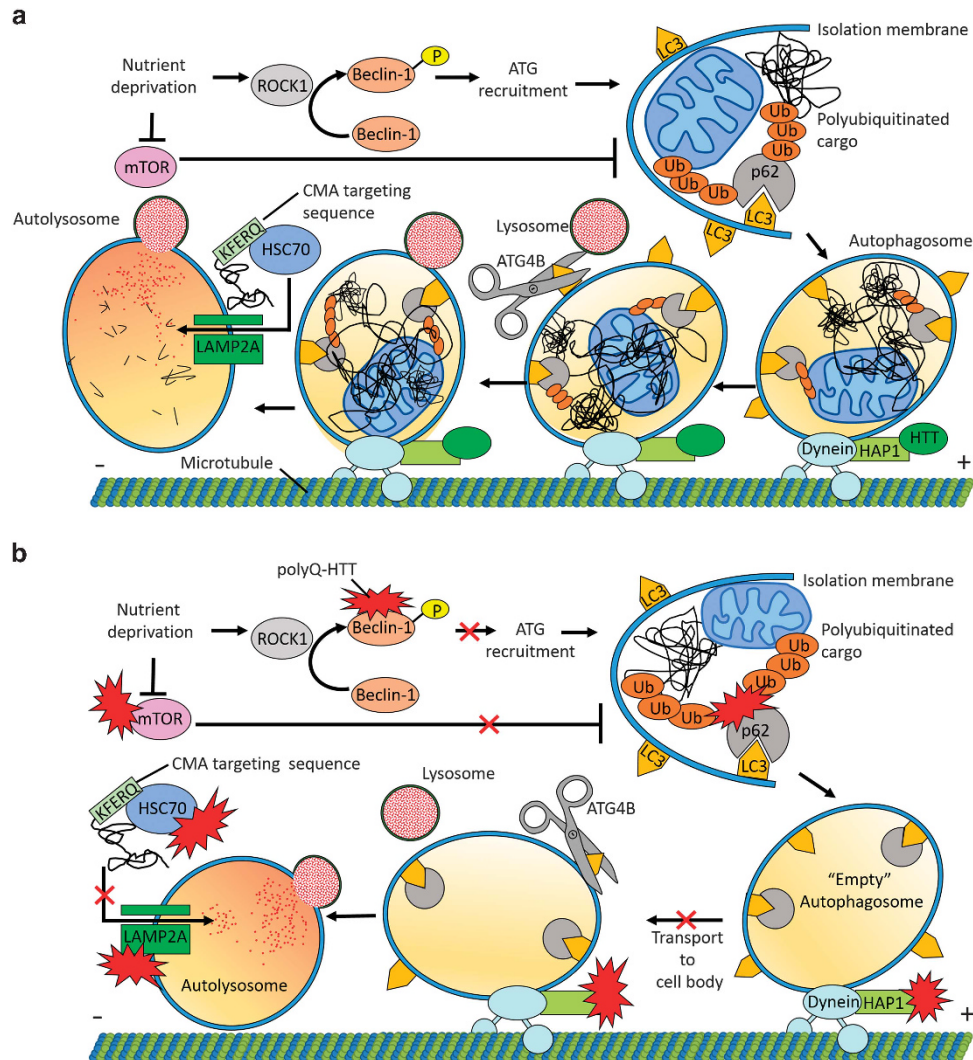 a
Nutrient
deprivation
ROCK1
Beclin-1
P
Beclin-1
ATG
recruitment
LC3
Isolation membrane
Ub
Ub
Ub
Polyubiquitinated
cargo
Ub
Ub
Ub
p62
LC3
LC3
mTOR
CMA targeting
sequence
Autolysosome
KFERQ
HSC70
LAMP2A
Lysosome
ATG4B
Autophagosome
Dynein
HAP1
HTT
-
Microtubule
+
b
polyQ-HTT
Nutrient
deprivation
ROCK1
Beclin-1
P
Beclin-1
ATG
recruitment
LC3
Isolation membrane
Polyubiquitinated
cargo
Ub
Ub
Ub
Ub
Ub
Ub
p62
LC3
LC3
mTOR
CMA targeting sequence
KFERQ
HSC70
LAMP2A
Autolysosome
Lysosome
ATG4B
"Empty"
Autophagosome
Transport
to
cell body
Dynein
HAP1
-
+